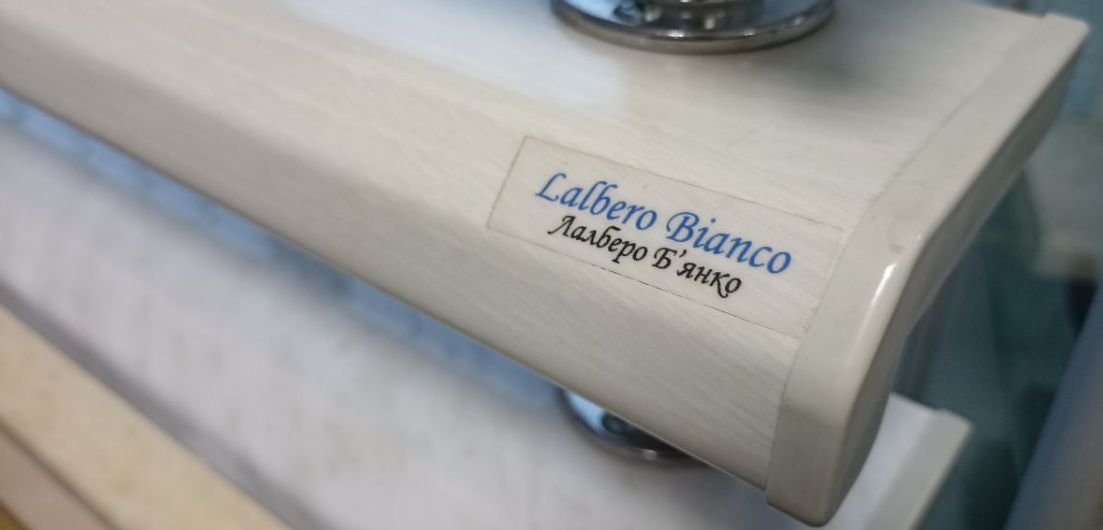 Lalbero Bianco
Лалберо Б'янко